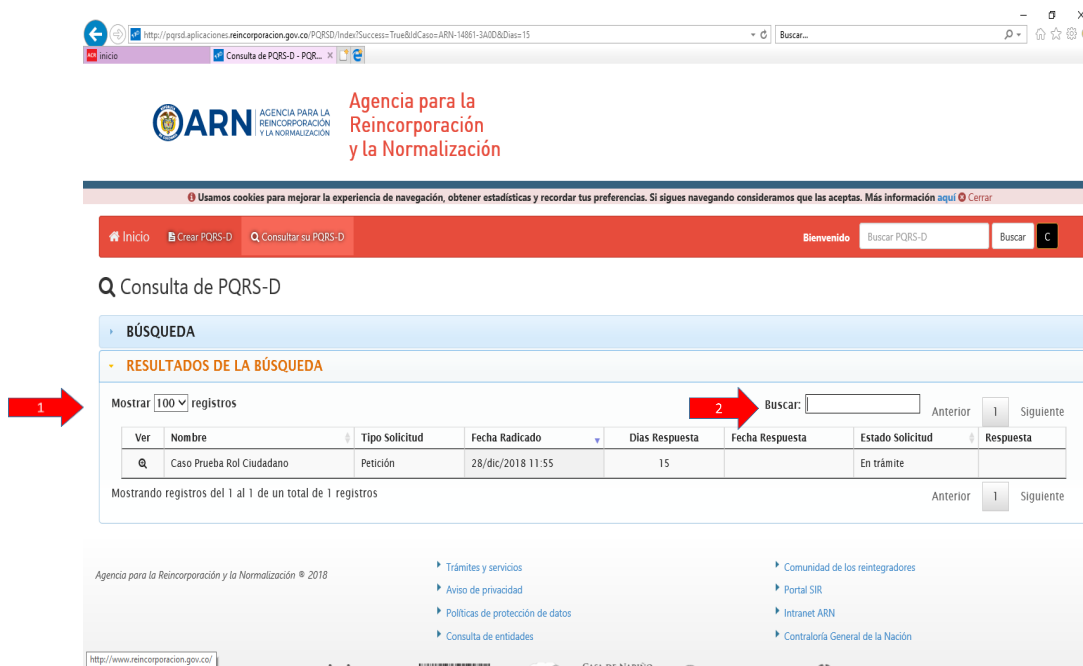 http://pqrsd.aplicaciones.reincorporacion.gov.co/PQRSD/Index?Success=True&IdCaso=ARN-14861-3A0D&Dias=15
Buscar...
inicio
Consulta de PQRS-D - PQR...
ARN
AGENCIA PARA LA
REINCORPORACIÓN
Y LA NORMALIZACIÓN
Agencia para la
Reincorporación
y la Normalización
Usamos cookies para mejorar la experiencia de navegación, obtener estadísticas y recordar tus preferencias. Si sigues navegando consideramos que las aceptas. Más información aquí Cerrar
Inicio Crear PQRS-D Consultar su PQRS-D Bienvenido Buscar PQRS-D Buscar C
Consulta de PQRS-D
BÚSQUEDA
RESULTADOS DE LA BÚSQUEDA
1 Mostrar 100 registros 2 Buscar: Anterior 1 Siguiente
Ver Nombre Tipo Solicitud Fecha Radicado Dias Respuesta Fecha Respuesta Estado Solicitud Respuesta
Caso Prueba Rol Ciudadano Petición 28/dic/2018 11:55 15 En trámite
Mostrando registros del 1 al 1 de un total de 1 registros Anterior 1 Siguiente
Agencia para la Reincorporación y la Normalización ® 2018
Trámites y servicios
Aviso de privacidad
Políticas de protección de datos
Consulta de entidades
Comunidad de los reintegradores
Portal SIR
Intranet ARN
Contraloría General de la Nación
http://www.reincorporacion.gov.co/